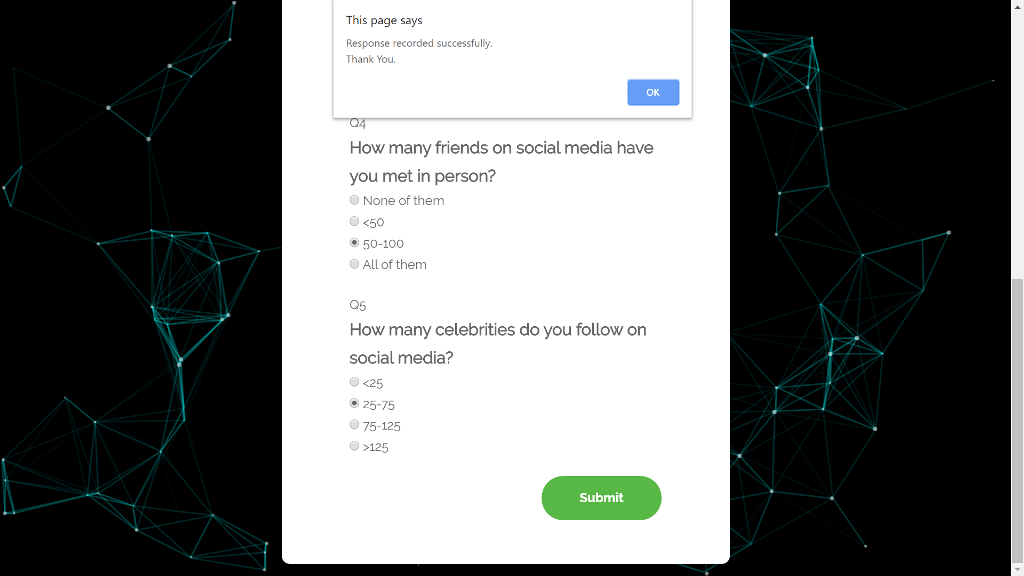 This page says
Response recorded successfully.
Thank You.
OK
Q4
How many friends on social media have
you met in person?
None of them
<50
50-100
All of them
Q5
How many celebrities do you follow on
social media?
<25
25-75
75-125
>125
Submit